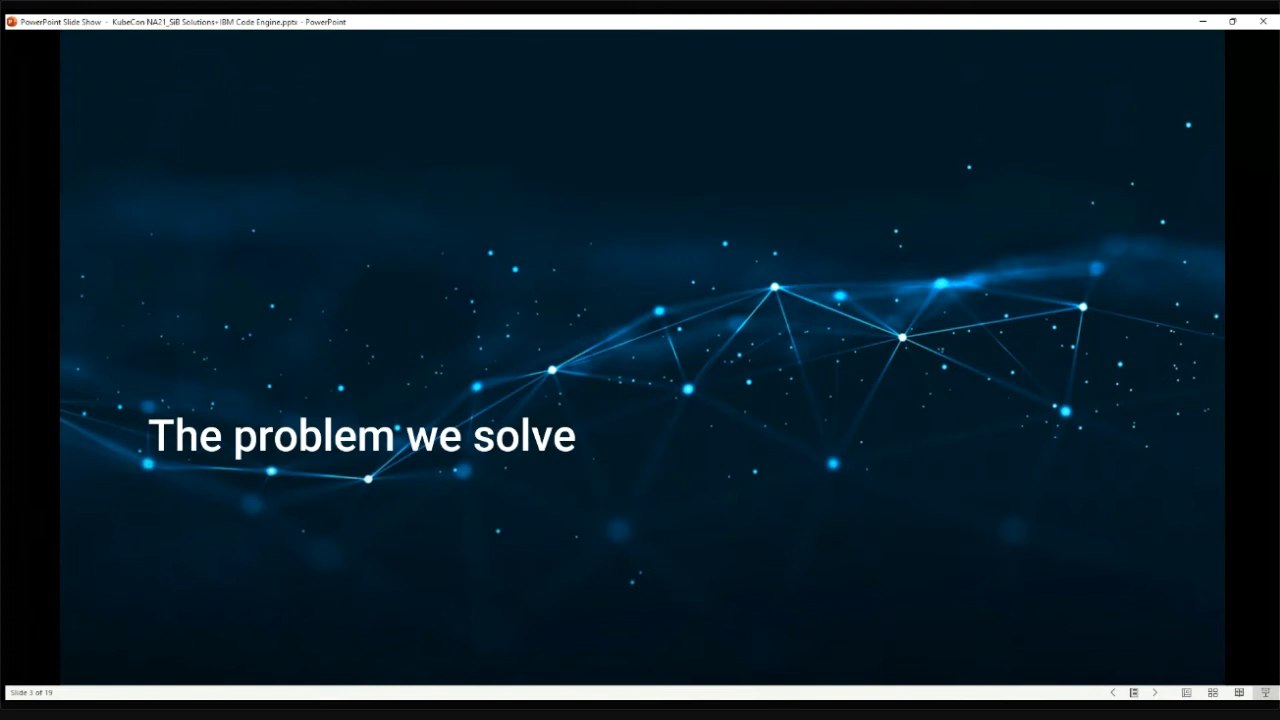 PowerPoint Slide Show - KubeCon NA21_SiB Solutions+IBM Code Engine.pptx - PowerPoint
The problem we solve
Slide 3 of 19